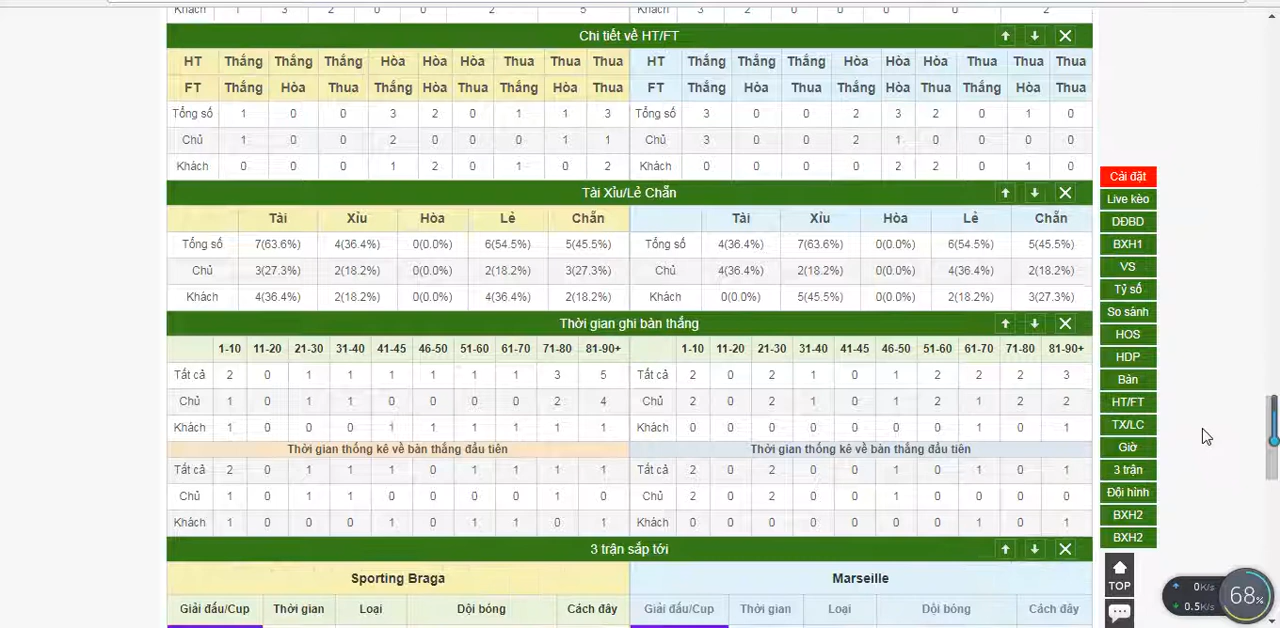 Khách 1 3 2 0 0 2 5 Khách 3 2 0 0 0 0 2
Chi tiết về HT/FT
HT Thắng Thắng Thắng Hòa Hòa Hòa Thua Thua Thua HT Thắng Thắng Thắng Hòa Hòa Hòa Thua Thua Thua
FT Thắng Hòa Thua Thắng Hòa Thua Thắng Hòa Thua FT Thắng Hòa Thua Thắng Hòa Thua Thắng Hòa Thua
Tổng số 1 0 0 3 2 0 1 1 3 Tổng số 3 0 0 2 3 2 0 1 0
Chủ 1 0 0 2 0 0 0 1 1 Chủ 3 0 0 2 1 0 0 0 0
Khách 0 0 0 1 2 0 1 0 2 Khách 0 0 0 0 2 2 0 1 0
Tài Xỉu/Lẻ Chẵn
Tài Xỉu Hòa Lẻ Chẵn Tài Xỉu Hòa Lẻ Chẵn
Tổng số 7(63.6%) 4(36.4%) 0(0.0%) 6(54.5%) 5(45.5%) Tổng số 4(36.4%) 7(63.6%) 0(0.0%) 6(54.5%) 5(45.5%)
Chủ 3(27.3%) 2(18.2%) 0(0.0%) 2(18.2%) 3(27.3%) Chủ 4(36.4%) 2(18.2%) 0(0.0%) 4(36.4%) 2(18.2%)
Khách 4(36.4%) 2(18.2%) 0(0.0%) 4(36.4%) 2(18.2%) Khách 0(0.0%) 5(45.5%) 0(0.0%) 2(18.2%) 3(27.3%)
Thời gian ghi bàn thắng
1-10 11-20 21-30 31-40 41-45 46-50 51-60 61-70 71-80 81-90+ 1-10 11-20 21-30 31-40 41-45 46-50 51-60 61-70 71-80 81-90+
Tất cả 2 0 1 1 1 1 1 3 5 Tất cả 2 0 2 1 0 1 2 2 2 3
Chủ 1 0 1 1 0 0 0 0 2 4 Chủ 2 0 2 1 0 1 2 1 2 2
Khách 1 0 0 0 1 1 1 1 1 Khách 0 0 0 0 0 0 0 1 0 1
Thời gian thống kê về bàn thắng đầu tiên Thời gian thống kê về bàn thắng đầu tiên
Tất cả 2 0 1 1 1 0 1 1 1 1 Tất cả 2 0 2 0 0 1 0 1 0 1
Chủ 1 0 1 1 0 0 0 0 1 0 Chủ 2 0 2 0 0 1 0 0 0 0
Khách 1 0 0 0 1 0 1 1 0 1 Khách 0 0 0 0 0 0 0 1 0 1
3 trận sắp tới
Sporting Braga Marseille
Giải đấu/Cup Thời gian Loại Dội bóng Cách đây Giải đấu/Cup Thời gian Loại Dội bóng Cách đây
Cải đặt
Live kèo
DĐBD
BXH1
VS
Tỷ số
So sánh
HOS
HDP
Bàn
HT/FT
TX/LC
Giờ
3 trận
Đội hình
BXH2
BXH2
TOP
0K/s
0.5K/s
68%